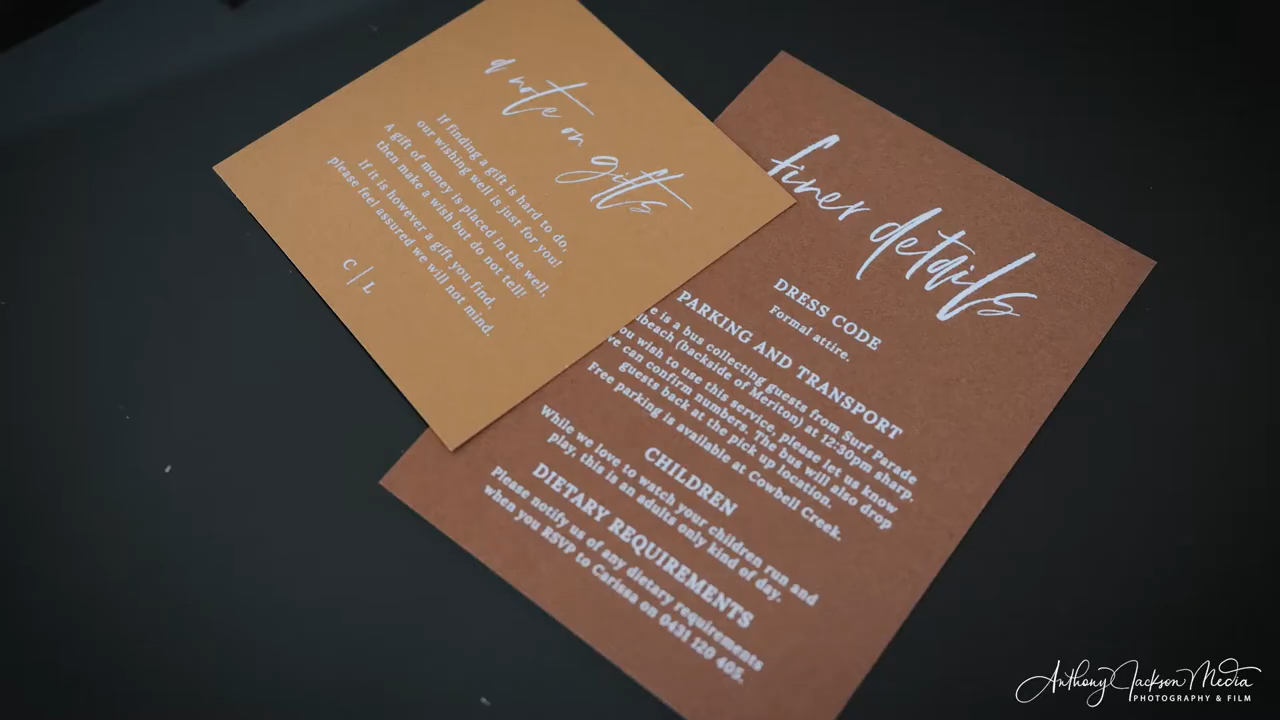 a note on gifts
If finding a gift is hard to do,
our wishing well is just for you!
A gift of money is placed in the well,
then make a wish but do not tell!
If it is however a gift you find,
please feel assured we will not mind.
C | L
finer details
DRESS CODE
Formal attire.
PARKING AND TRANSPORT
is a bus collecting guests from Surf Parade
(backside of Meriton) at 12:30pm sharp.
you wish to use this service, please let us know
we can confirm numbers. The bus will also drop
guests back at the pick up location.
Free parking is available at Cowbell Creek.
CHILDREN
While we love to watch your children run and
play, this is an adults only kind of day.
DIETARY REQUIREMENTS
Please notify us of any dietary requirements
when you RSVP to Carissa on 0431 120 405.
Anthony Jackson Media
PHOTOGRAPHY & FILM